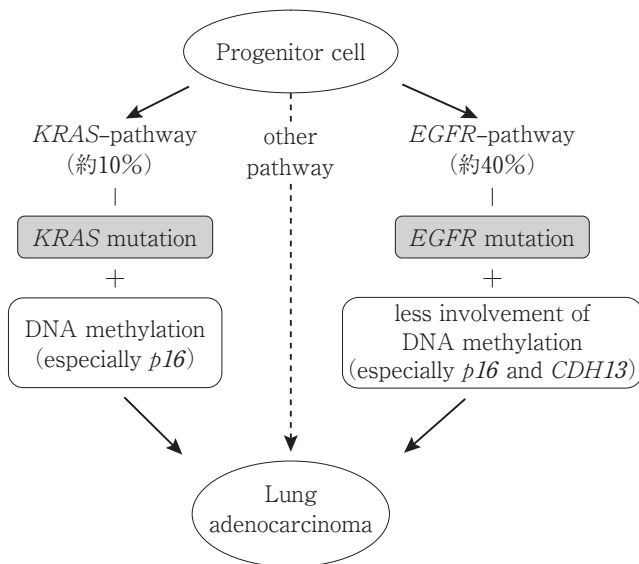 Progenitor cell
KRAS–pathway
(約10%)
KRAS mutation
+
DNA methylation
(especially p16)
other
pathway
EGFR–pathway
(約40%)
EGFR mutation
+
less involvement of
DNA methylation
(especially p16 and CDH13)
Lung
adenocarcinoma